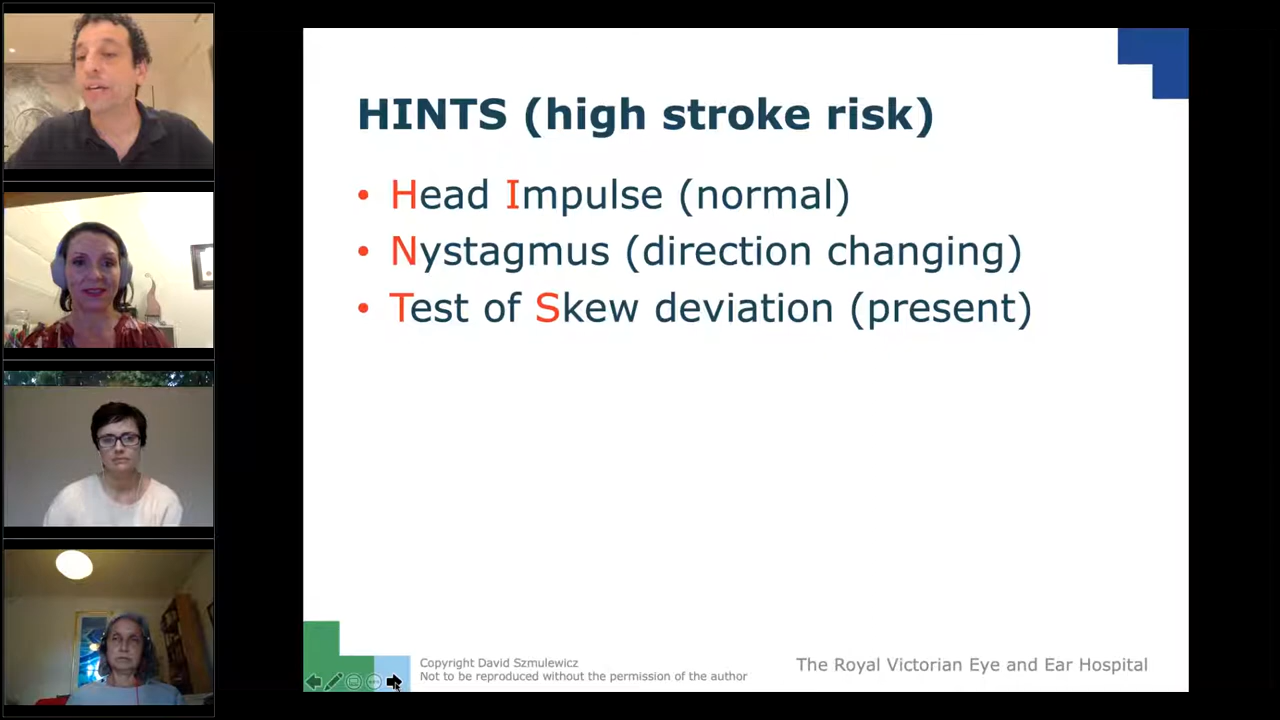 HINTS (high stroke risk)
• Head Impulse (normal)
• Nystagmus (direction changing)
• Test of Skew deviation (present)
Copyright David Szmulewicz
Not to be reproduced without the permission of the author
The Royal Victorian Eye and Ear Hospital